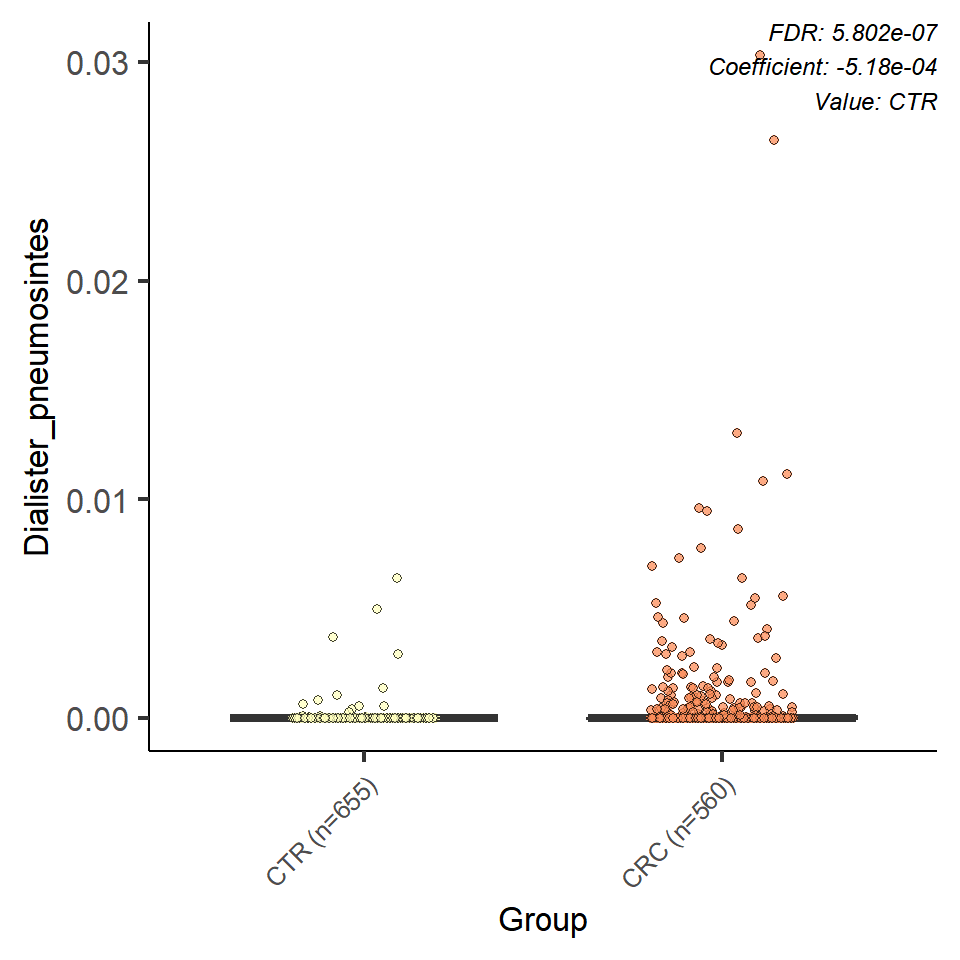 FDR: 5.802e-07
Coefficient: -5.18e-04
Value: CTR
0.03
0.02
0.01
0.00
Dialister_pneumosintes
CTR (n=655)
CRC (n=560)
Group